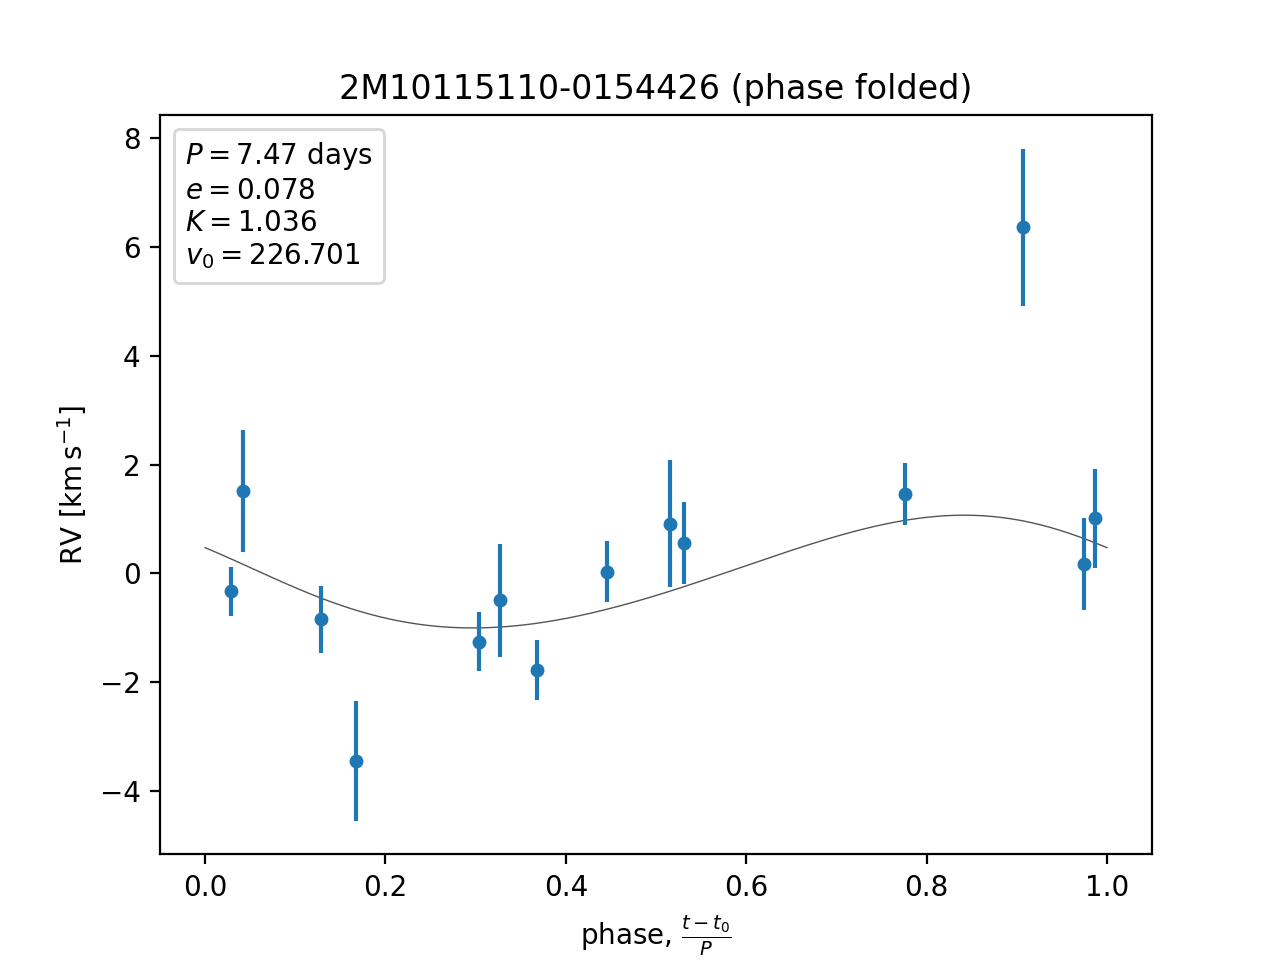 2M10115110-0154426 (phase folded)
P = 7.47 days
e = 0.078
K = 1.036
v₀ = 226.701
8
6
4
2
0
−2
−4
RV [km s⁻¹]
0.0 0.2 0.4 0.6 0.8 1.0
phase, (t − t₀)/P